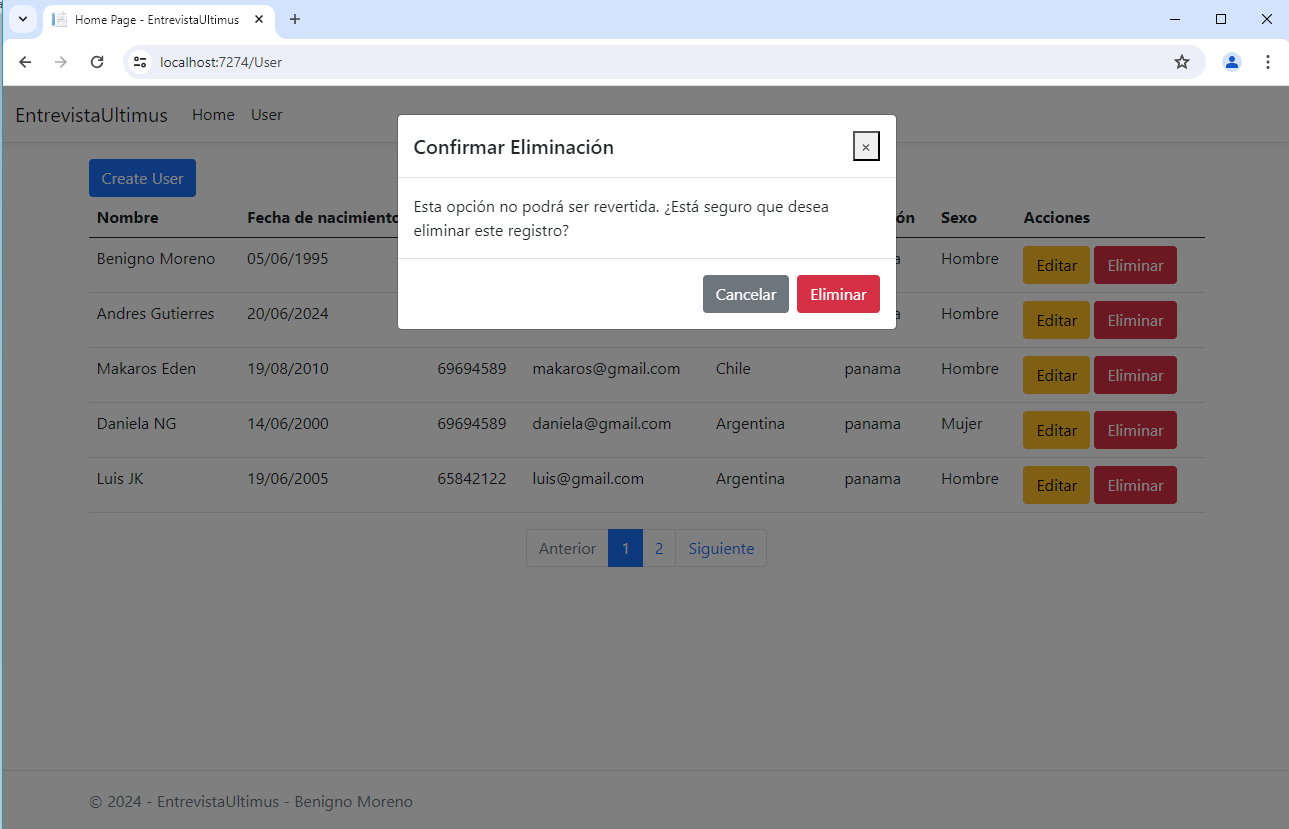 Home Page - EntrevistaUltimus
localhost:7274/User
EntrevistaUltimus Home User
Confirmar Eliminación ×
Create User
Esta opción no podrá ser revertida. ¿Está seguro que desea
eliminar este registro?
Cancelar Eliminar
Nombre Fecha de nacimiento Sexo Acciones
Benigno Moreno 05/06/1995 Hombre Editar Eliminar
Andres Gutierres 20/06/2024 Hombre Editar Eliminar
Makaros Eden 19/08/2010 69694589 makaros@gmail.com Chile panama Hombre Editar Eliminar
Daniela NG 14/06/2000 69694589 daniela@gmail.com Argentina panama Mujer Editar Eliminar
Luis JK 19/06/2005 65842122 luis@gmail.com Argentina panama Hombre Editar Eliminar
Anterior 1 2 Siguiente
© 2024 - EntrevistaUltimus - Benigno Moreno